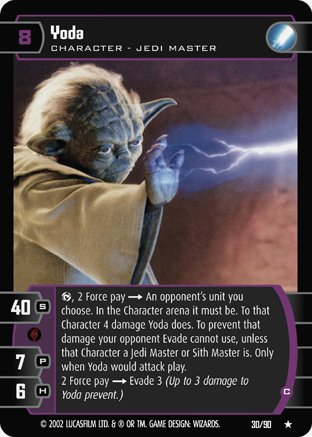 8
Yoda
CHARACTER - JEDI MASTER
40 S
7 P
6 H
, 2 Force pay → An opponent's unit you
choose. In the Character arena it must be. To that
Character 4 damage Yoda does. To prevent that
damage your opponent Evade cannot use, unless
that Character a Jedi Master or Sith Master is. Only
when Yoda would attack play.
2 Force pay → Evade 3 (Up to 3 damage to
Yoda prevent.)
C
© 2002 LUCASFILM LTD. & ® OR TM. GAME DESIGN: WIZARDS.
30/90 ★